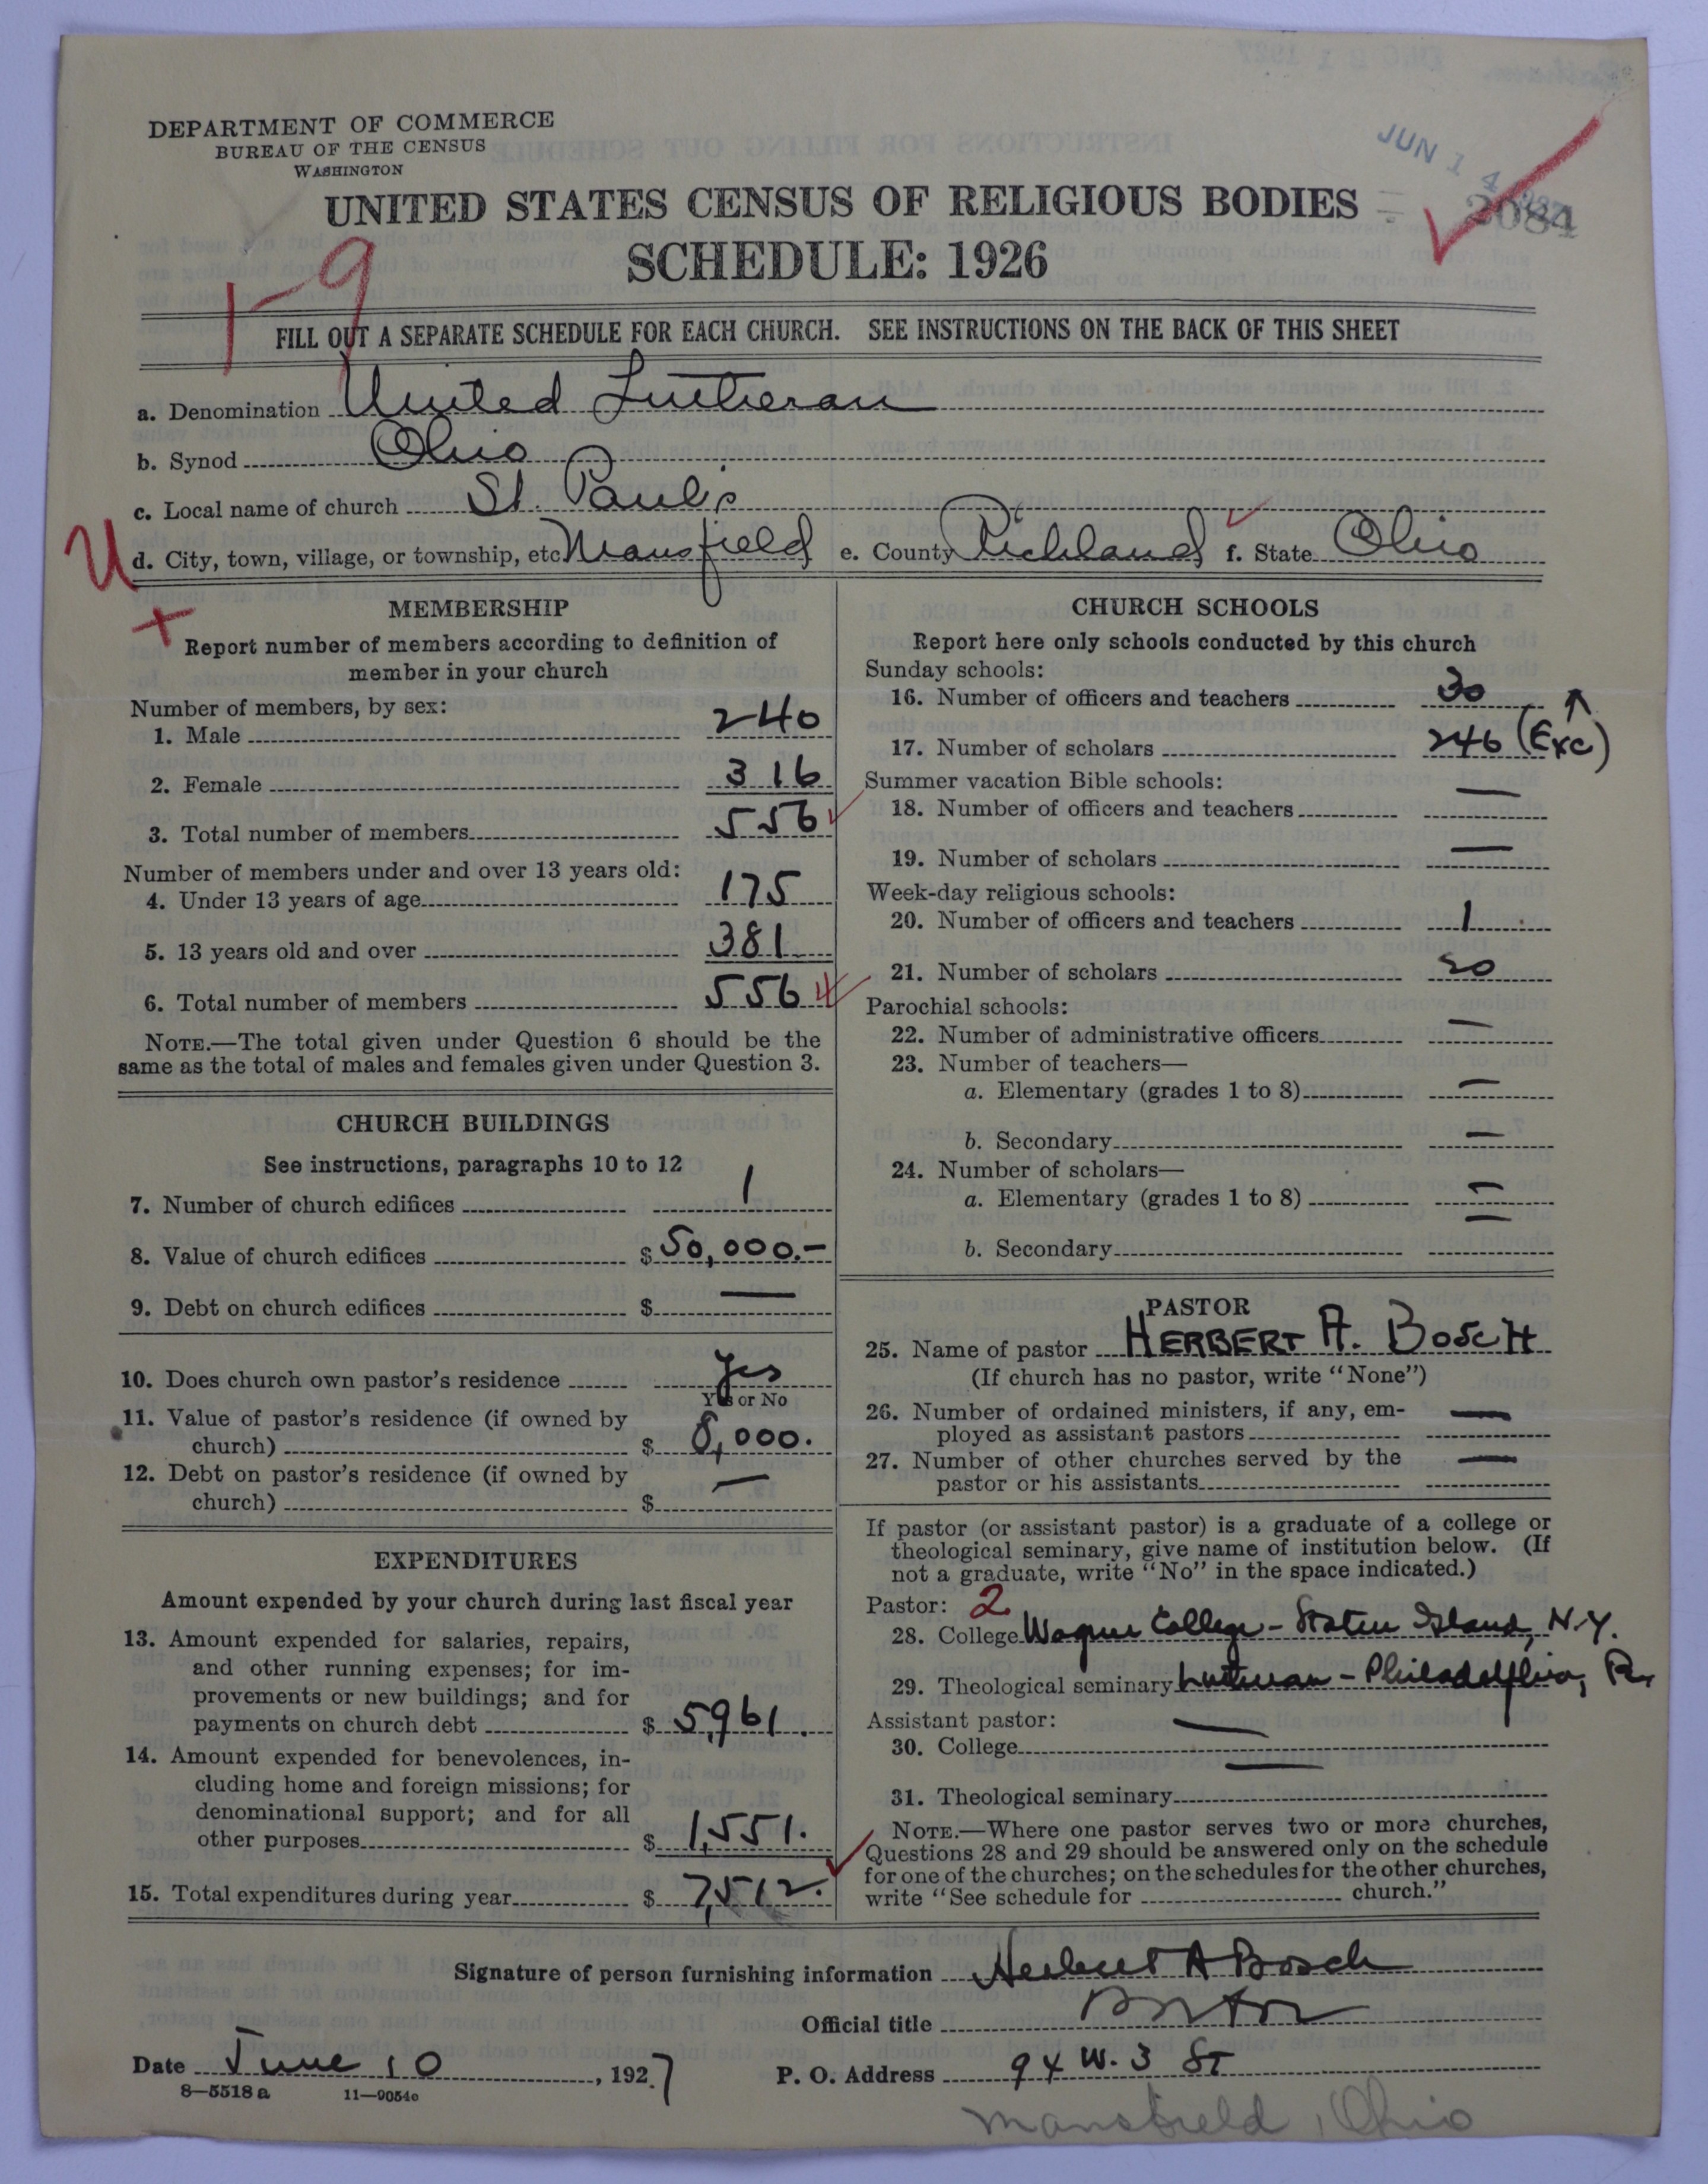 DEPARTMENT OF COMMERCE
BUREAU OF THE CENSUS
WASHINGTON
JUN 14
2084
UNITED STATES CENSUS OF RELIGIOUS BODIES
SCHEDULE: 1926
1-9
FILL OUT A SEPARATE SCHEDULE FOR EACH CHURCH. SEE INSTRUCTIONS ON THE BACK OF THIS SHEET
a. Denomination United Lutheran
b. Synod Ohio
c. Local name of church St. Paul's
U
d. City, town, village, or township, etc Mansfield e. County Richland f. State Ohio
+
MEMBERSHIP
Report number of members according to definition of
member in your church
Number of members, by sex:
1. Male 240
2. Female 316
3. Total number of members 556
Number of members under and over 13 years old:
4. Under 13 years of age 175
5. 13 years old and over 381
6. Total number of members 556
NOTE.—The total given under Question 6 should be the
same as the total of males and females given under Question 3.
CHURCH BUILDINGS
See instructions, paragraphs 10 to 12
7. Number of church edifices 1
8. Value of church edifices $ 50,000.-
9. Debt on church edifices $ —
10. Does church own pastor's residence Yes
Yes or No
11. Value of pastor's residence (if owned by
church) $ 8,000.
12. Debt on pastor's residence (if owned by
church) $ —
EXPENDITURES
Amount expended by your church during last fiscal year
13. Amount expended for salaries, repairs,
and other running expenses; for im-
provements or new buildings; and for
payments on church debt $ 5,961.
14. Amount expended for benevolences, in-
cluding home and foreign missions; for
denominational support; and for all
other purposes $ 1,551.
15. Total expenditures during year $ 7,512.
CHURCH SCHOOLS
Report here only schools conducted by this church
Sunday schools:
16. Number of officers and teachers 30
17. Number of scholars 246 (Exc)
Summer vacation Bible schools:
18. Number of officers and teachers —
19. Number of scholars —
Week-day religious schools:
20. Number of officers and teachers 1
21. Number of scholars 20
Parochial schools:
22. Number of administrative officers —
23. Number of teachers—
a. Elementary (grades 1 to 8) —
b. Secondary —
24. Number of scholars—
a. Elementary (grades 1 to 8) —
b. Secondary —
PASTOR
25. Name of pastor HERBERT A. BOSCH
(If church has no pastor, write "None")
26. Number of ordained ministers, if any, em-
ployed as assistant pastors —
27. Number of other churches served by the
pastor or his assistants —
If pastor (or assistant pastor) is a graduate of a college or
theological seminary, give name of institution below. (If
not a graduate, write "No" in the space indicated.)
Pastor: 2
28. College Wagner College - Staten Island, N.Y.
29. Theological seminary Lutheran - Philadelphia, Pa.
Assistant pastor:
30. College —
31. Theological seminary —
NOTE.—Where one pastor serves two or more churches,
Questions 28 and 29 should be answered only on the schedule
for one of the churches; on the schedules for the other churches,
write "See schedule for church."
Signature of person furnishing information Herbert A Bosch
Official title Pastor
Date June 10, 1927 P. O. Address 94 W. 3 St
8—5518a 11—9054c
Mansfield, Ohio